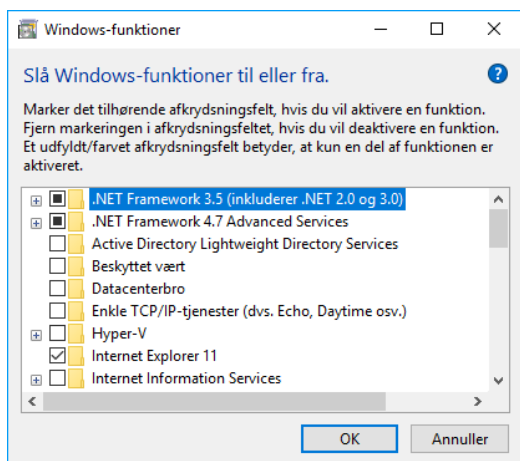 Windows-funktioner
Slå Windows-funktioner til eller fra.
Marker det tilhørende afkrydsningsfelt, hvis du vil aktivere en funktion.
Fjern markeringen i afkrydsningsfeltet, hvis du vil deaktivere en funktion.
Et udfyldt/farvet afkrydsningsfelt betyder, at kun en del af funktionen er
aktiveret.
.NET Framework 3.5 (inkluderer .NET 2.0 og 3.0)
.NET Framework 4.7 Advanced Services
Active Directory Lightweight Directory Services
Beskyttet vært
Datacenterbro
Enkle TCP/IP-tjenester (dvs. Echo, Daytime osv.)
Hyper-V
Internet Explorer 11
Internet Information Services
OK
Annuller